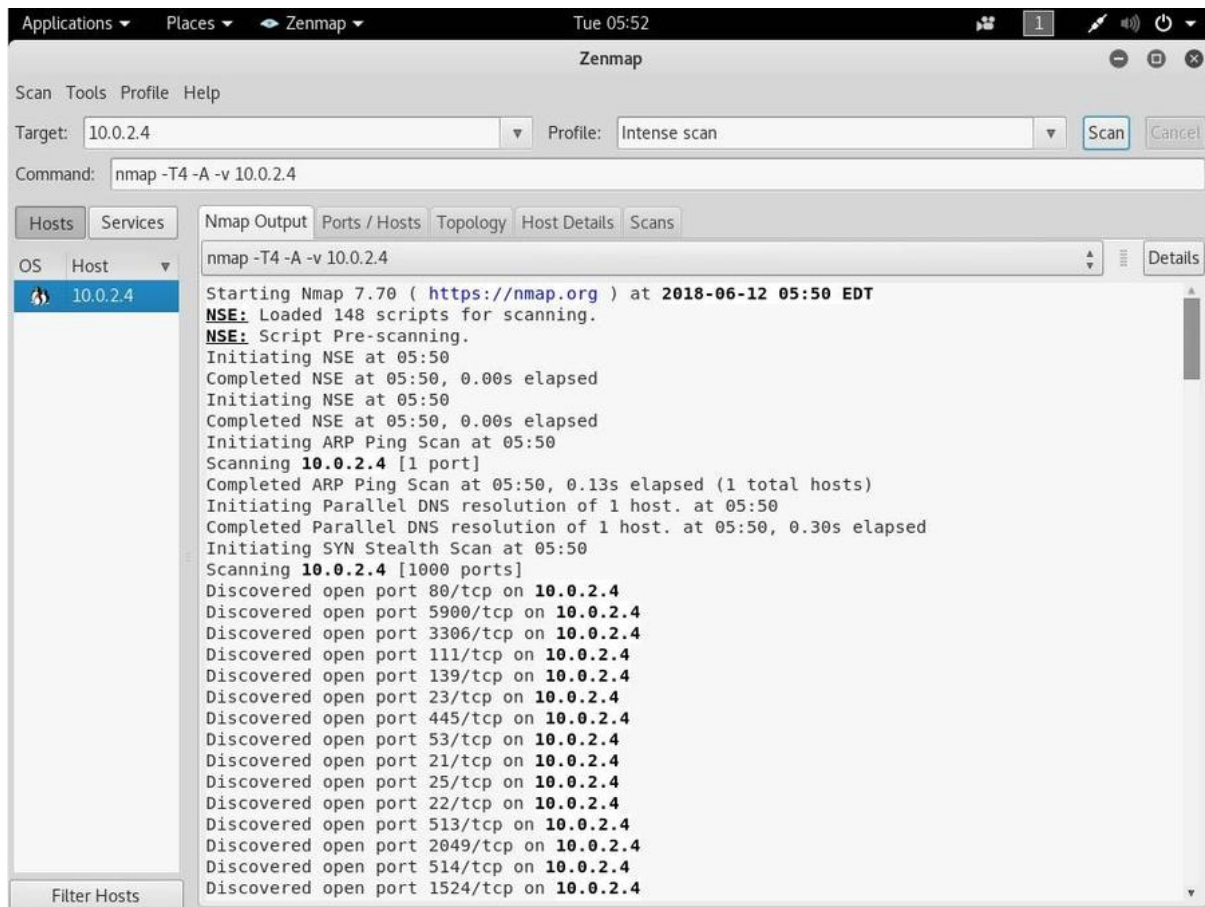 Applications Places Zenmap Tue 05:52 1
Zenmap
Scan Tools Profile Help
Target: 10.0.2.4 Profile: Intense scan Scan Cancel
Command: nmap -T4 -A -v 10.0.2.4
Hosts Services Nmap Output Ports / Hosts Topology Host Details Scans
OS Host nmap -T4 -A -v 10.0.2.4 Details
10.0.2.4
Starting Nmap 7.70 ( https://nmap.org ) at 2018-06-12 05:50 EDT
NSE: Loaded 148 scripts for scanning.
NSE: Script Pre-scanning.
Initiating NSE at 05:50
Completed NSE at 05:50, 0.00s elapsed
Initiating NSE at 05:50
Completed NSE at 05:50, 0.00s elapsed
Initiating ARP Ping Scan at 05:50
Scanning 10.0.2.4 [1 port]
Completed ARP Ping Scan at 05:50, 0.13s elapsed (1 total hosts)
Initiating Parallel DNS resolution of 1 host. at 05:50
Completed Parallel DNS resolution of 1 host. at 05:50, 0.30s elapsed
Initiating SYN Stealth Scan at 05:50
Scanning 10.0.2.4 [1000 ports]
Discovered open port 80/tcp on 10.0.2.4
Discovered open port 5900/tcp on 10.0.2.4
Discovered open port 3306/tcp on 10.0.2.4
Discovered open port 111/tcp on 10.0.2.4
Discovered open port 139/tcp on 10.0.2.4
Discovered open port 23/tcp on 10.0.2.4
Discovered open port 445/tcp on 10.0.2.4
Discovered open port 53/tcp on 10.0.2.4
Discovered open port 21/tcp on 10.0.2.4
Discovered open port 25/tcp on 10.0.2.4
Discovered open port 22/tcp on 10.0.2.4
Discovered open port 513/tcp on 10.0.2.4
Discovered open port 2049/tcp on 10.0.2.4
Discovered open port 514/tcp on 10.0.2.4
Discovered open port 1524/tcp on 10.0.2.4
Filter Hosts